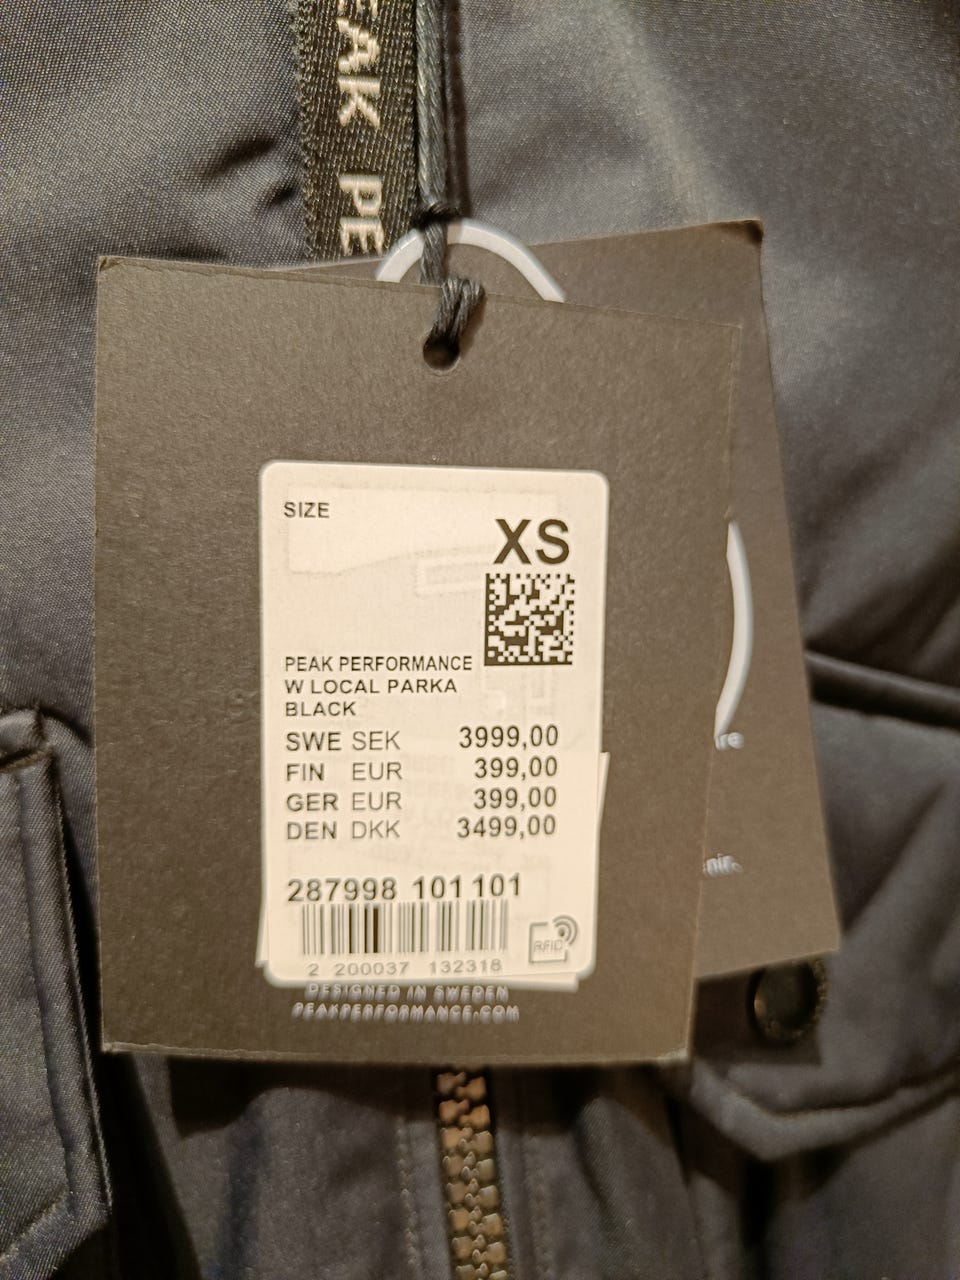 EAK PE
SIZE
XS
PEAK PERFORMANCE
W LOCAL PARKA
BLACK
SWE SEK 3999,00
FIN EUR 399,00
GER EUR 399,00
DEN DKK 3499,00
287998 101101
RFID
2 200037 132318
DESIGNED IN SWEDEN
PEAKPERFORMANCE.COM